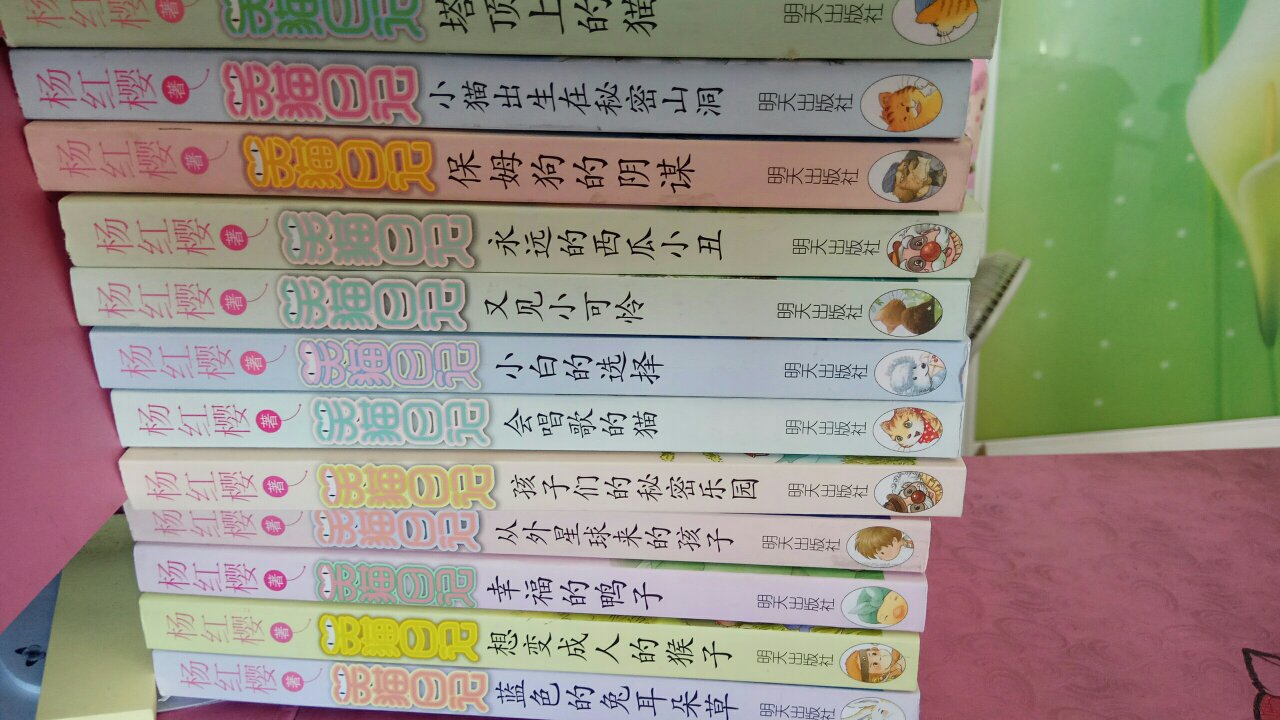 杨红樱 著 笑猫日记 塔顶上的猫 明天出版社
杨红樱 著 笑猫日记 小猫出生在秘密山洞 明天出版社
杨红樱 著 笑猫日记 保姆狗的阴谋 明天出版社
杨红樱 著 笑猫日记 永远的西瓜小丑 明天出版社
杨红樱 著 笑猫日记 又见小可怜 明天出版社
杨红樱 著 笑猫日记 小白的选择 明天出版社
杨红樱 著 笑猫日记 会唱歌的猫 明天出版社
杨红樱 著 笑猫日记 孩子们的秘密乐园 明天出版社
杨红樱 著 笑猫日记 从外星球来的孩子 明天出版社
杨红樱 著 笑猫日记 幸福的鸭子 明天出版社
杨红樱 著 笑猫日记 想变成人的猴子 明天出版社
杨红樱 著 笑猫日记 蓝色的兔耳朵草 明天出版社